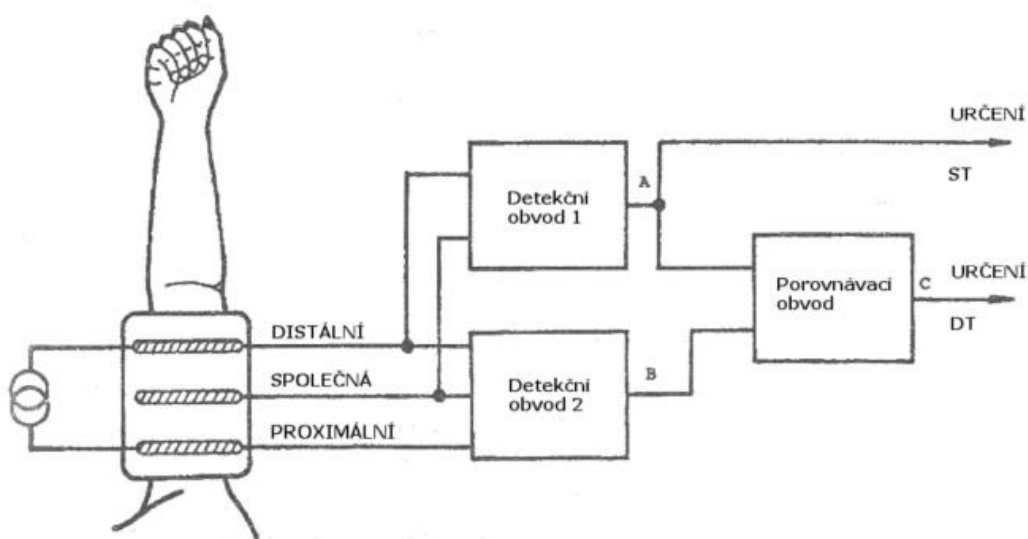 URČENÍ
ST
A
Detekční
obvod 1
URČENÍ
C
DT
Porovnávací
obvod
DISTÁLNÍ
SPOLEČNÁ
PROXIMÁLNÍ
Detekční
obvod 2
B